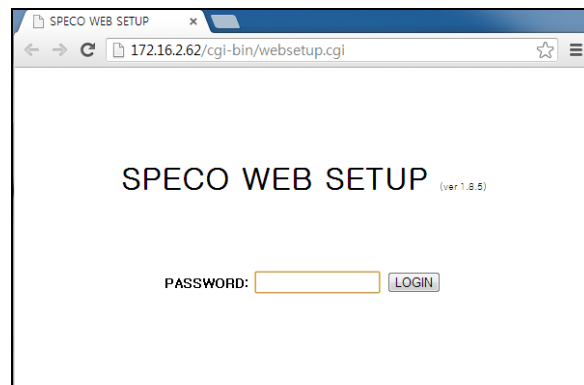 SPECO WEB SETUP
172.16.2.62/cgi-bin/websetup.cgi
SPECO WEB SETUP (ver 1.8.5)
PASSWORD: LOGIN